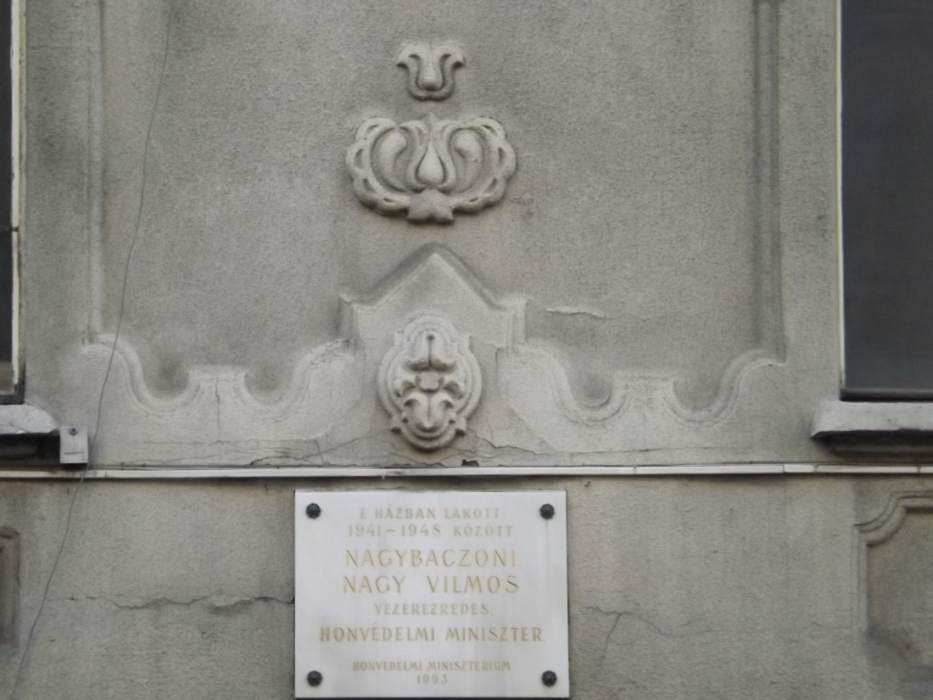 E HÁZBAN LAKOTT
1941-1948 KÖZÖTT
NAGYBACZONI
NAGY VILMOS
VEZÉREZREDES,
HONVÉDELMI MINISZTER
HONVÉDELMI MINISZTÉRIUM
1993